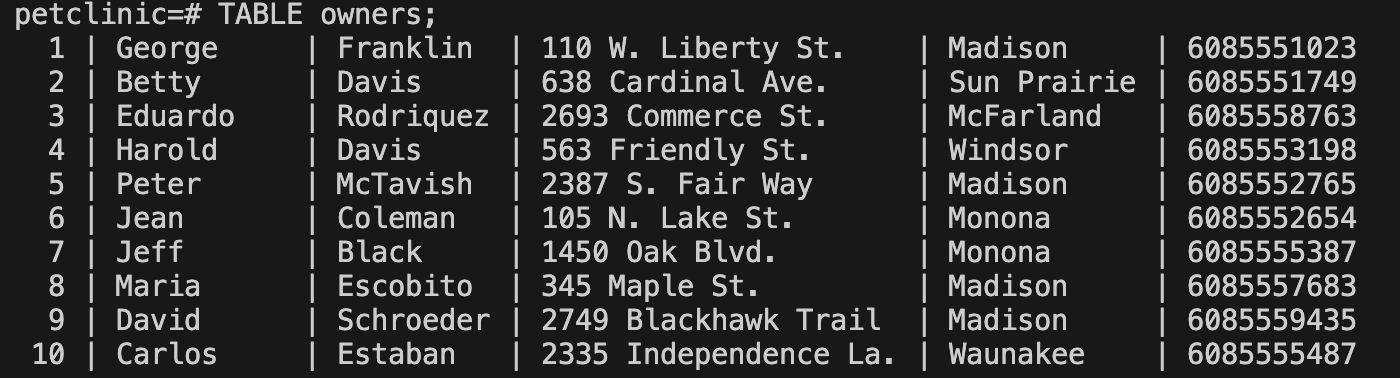 petclinic=# TABLE owners;
  1 | George     | Franklin  | 110 W. Liberty St.    | Madison     | 6085551023
  2 | Betty      | Davis     | 638 Cardinal Ave.     | Sun Prairie | 6085551749
  3 | Eduardo    | Rodriquez | 2693 Commerce St.     | McFarland   | 6085558763
  4 | Harold     | Davis     | 563 Friendly St.      | Windsor     | 6085553198
  5 | Peter      | McTavish  | 2387 S. Fair Way      | Madison     | 6085552765
  6 | Jean       | Coleman   | 105 N. Lake St.       | Monona      | 6085552654
  7 | Jeff       | Black     | 1450 Oak Blvd.        | Monona      | 6085555387
  8 | Maria      | Escobito  | 345 Maple St.         | Madison     | 6085557683
  9 | David      | Schroeder | 2749 Blackhawk Trail  | Madison     | 6085559435
 10 | Carlos     | Estaban   | 2335 Independence La. | Waunakee    | 6085555487